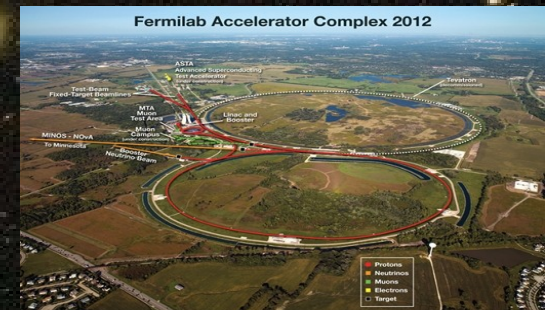 Fermilab Accelerator Complex 2012
ASTA
Advanced Superconducting
Test Accelerator
Tevatron
Test-Beam
Fixed-Target Beamlines
MTA
Muon
Test Area
Linac and
Booster
Muon
Campus
MINOS - NOvA
To Minnesota
Booster
Neutrino Beam
Protons
Neutrinos
Muons
Electrons
Target